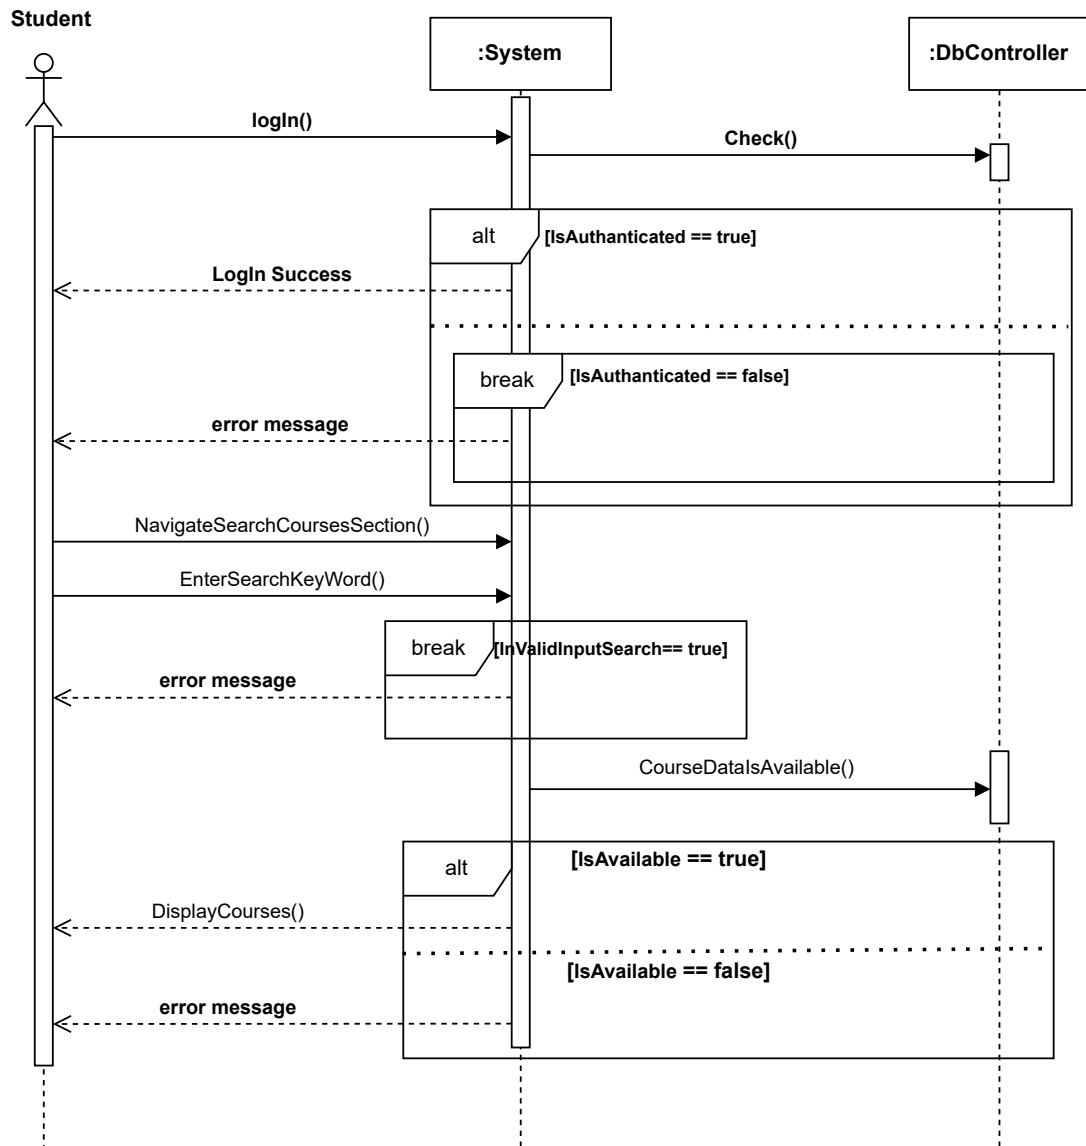 Student
:System
:DbController
logIn()
Check()
alt
[IsAuthanticated == true]
LogIn Success
break
[IsAuthanticated == false]
error message
NavigateSearchCoursesSection()
EnterSearchKeyWord()
break
[InValidInputSearch== true]
error message
CourseDataIsAvailable()
alt
[IsAvailable == true]
DisplayCourses()
[IsAvailable == false]
error message